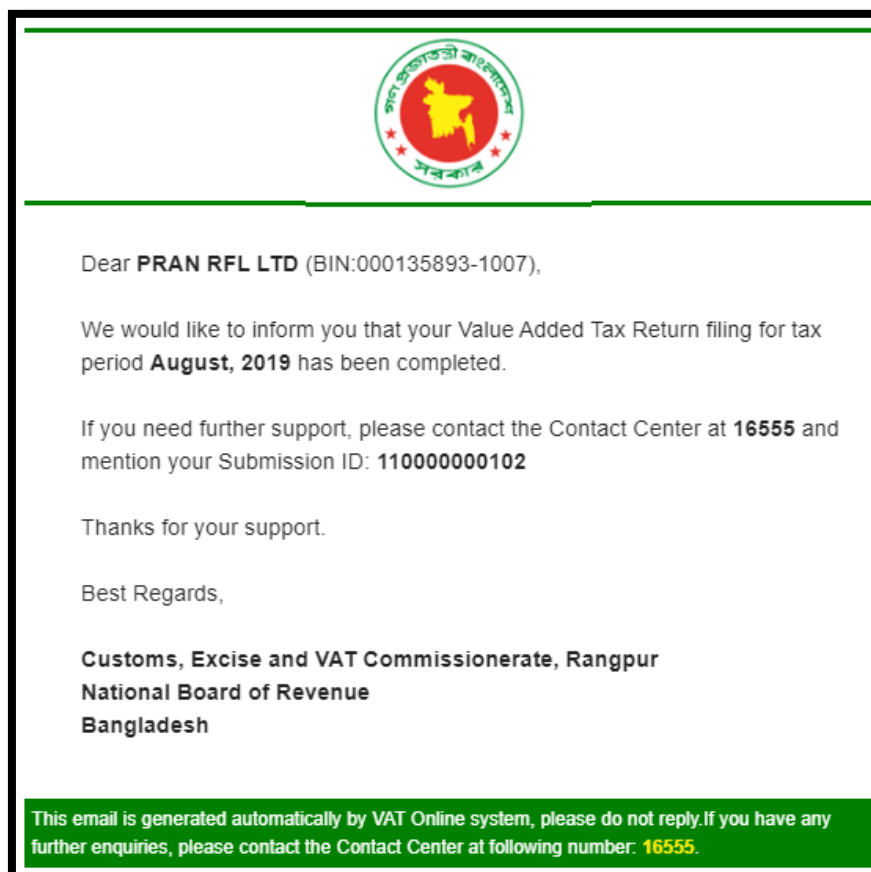 গণপ্রজাতন্ত্রী বাংলাদেশ
সরকার
Dear PRAN RFL LTD (BIN:000135893-1007),
We would like to inform you that your Value Added Tax Return filing for tax
period August, 2019 has been completed.
If you need further support, please contact the Contact Center at 16555 and
mention your Submission ID: 110000000102
Thanks for your support.
Best Regards,
Customs, Excise and VAT Commissionerate, Rangpur
National Board of Revenue
Bangladesh
This email is generated automatically by VAT Online system, please do not reply.If you have any
further enquiries, please contact the Contact Center at following number: 16555.